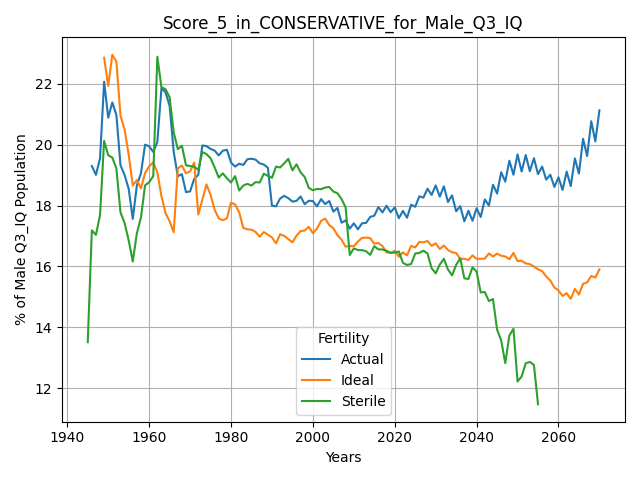 Score_5_in_CONSERVATIVE_for_Male_Q3_IQ
% of Male Q3_IQ Population
22
20
18
16
14
12
Fertility
Actual
Ideal
Sterile
1940 1960 1980 2000 2020 2040 2060
Years